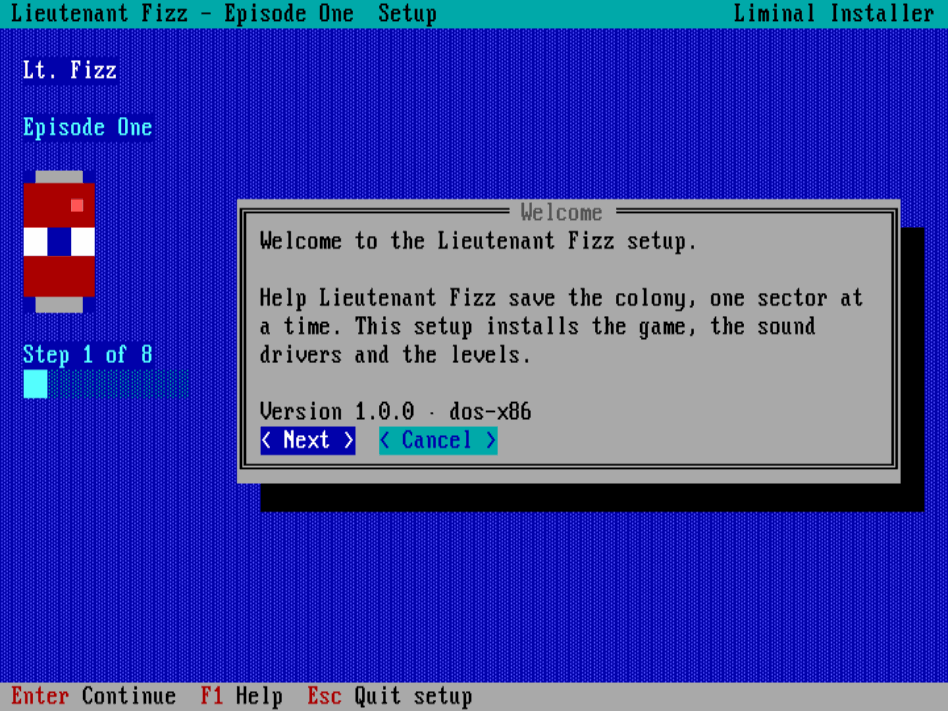 Lieutenant Fizz - Episode One  Setup  Liminal Installer
Lt. Fizz
Episode One
Welcome
Welcome to the Lieutenant Fizz setup.
Help Lieutenant Fizz save the colony, one sector at
a time. This setup installs the game, the sound
drivers and the levels.
Version 1.0.0 · dos-x86
< Next >  < Cancel >
Step 1 of 8
Enter Continue  F1 Help  Esc Quit setup